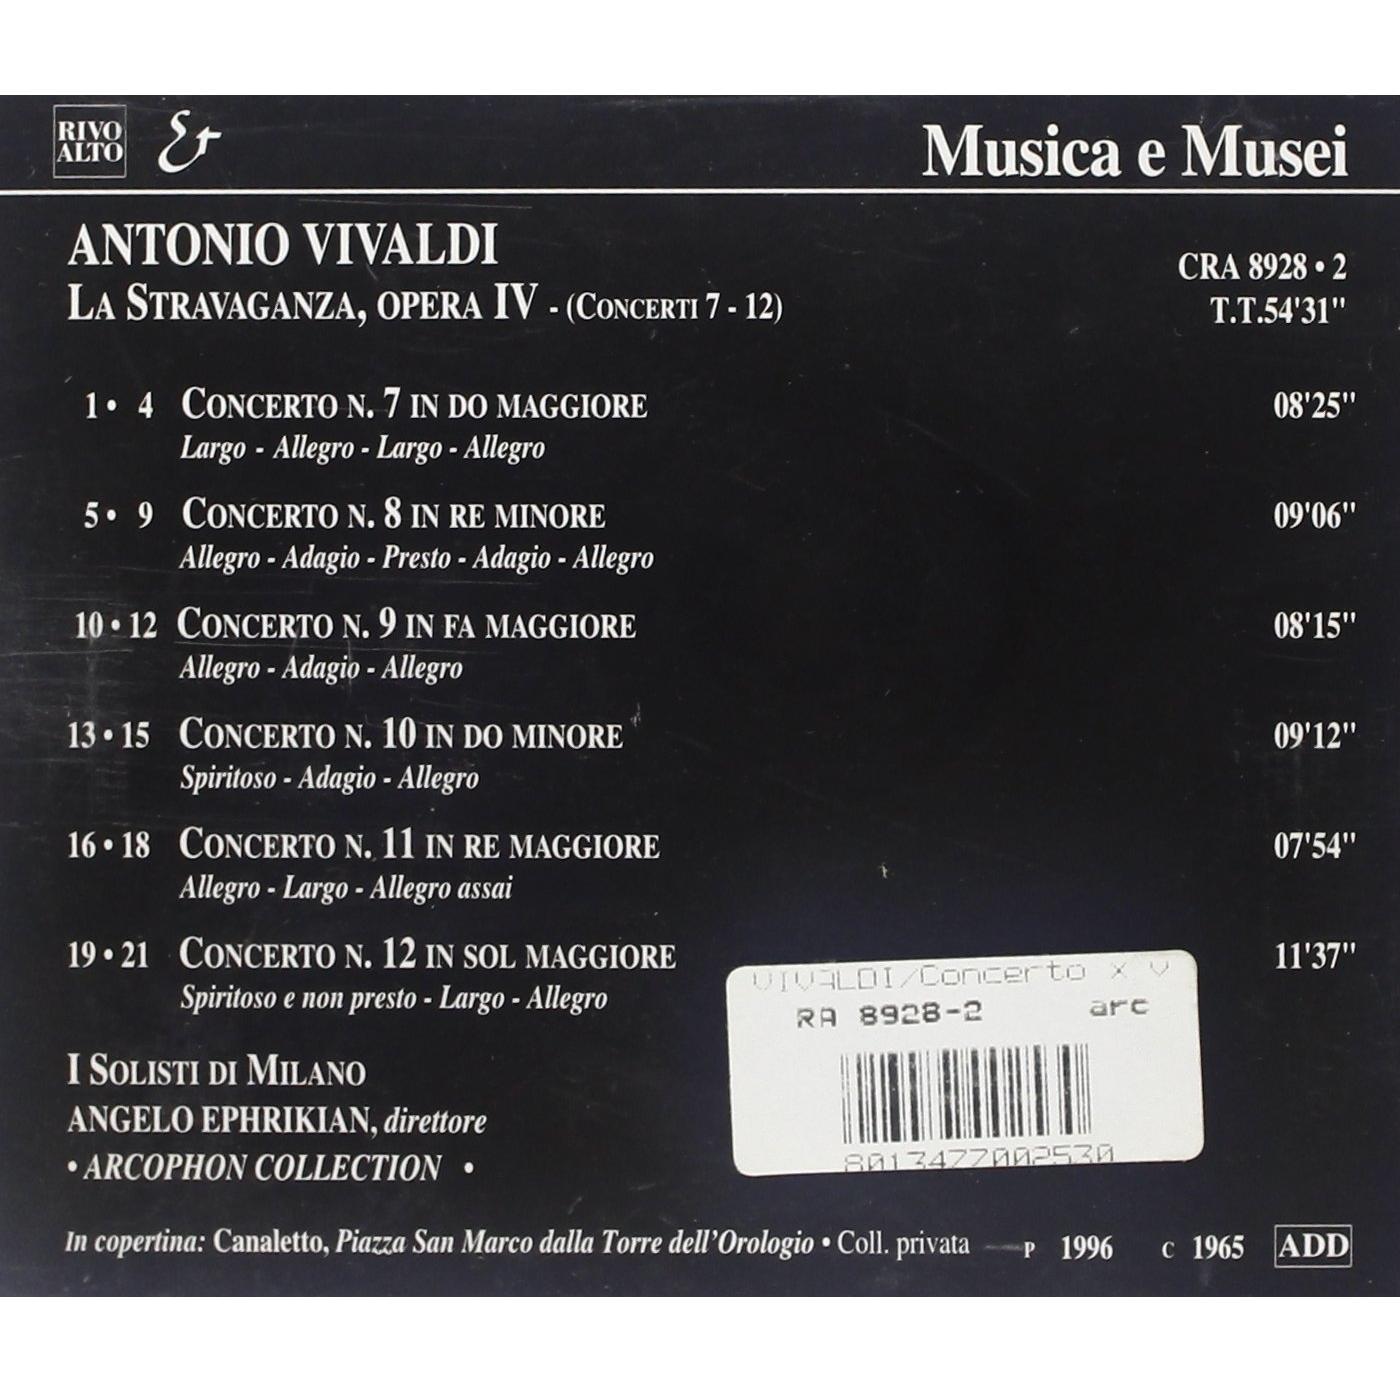 RIVO
ALTO
&
Musica e Musei
ANTONIO VIVALDI
LA STRAVAGANZA, OPERA IV - (CONCERTI 7 - 12)
CRA 8928 • 2
T.T.54'31"
1 • 4 CONCERTO N. 7 IN DO MAGGIORE 08'25"
Largo - Allegro - Largo - Allegro
5 • 9 CONCERTO N. 8 IN RE MINORE 09'06"
Allegro - Adagio - Presto - Adagio - Allegro
10 • 12 CONCERTO N. 9 IN FA MAGGIORE 08'15"
Allegro - Adagio - Allegro
13 • 15 CONCERTO N. 10 IN DO MINORE 09'12"
Spiritoso - Adagio - Allegro
16 • 18 CONCERTO N. 11 IN RE MAGGIORE 07'54"
Allegro - Largo - Allegro assai
19 • 21 CONCERTO N. 12 IN SOL MAGGIORE 11'37"
Spiritoso e non presto - Largo - Allegro
VIVALDI/Concerto x v
RA 8928-2 arc
8013477002530
I SOLISTI DI MILANO
ANGELO EPHRIKIAN, direttore
• ARCOPHON COLLECTION •
In copertina: Canaletto, Piazza San Marco dalla Torre dell'Orologio • Coll. privata P 1996 C 1965 ADD